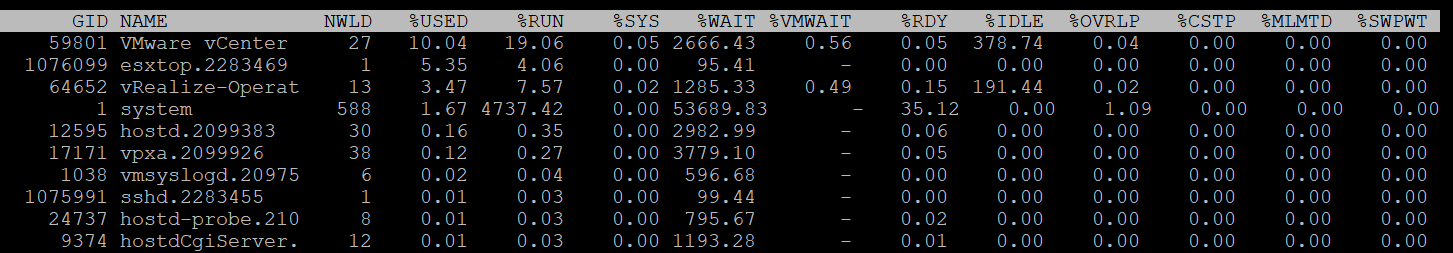 GID NAME NWLD %USED %RUN %SYS %WAIT %VMWAIT %RDY %IDLE %OVRLP %CSTP %MLMTD %SWPWT
59801 VMware vCenter 27 10.04 19.06 0.05 2666.43 0.56 0.05 378.74 0.04 0.00 0.00 0.00
1076099 esxtop.2283469 1 5.35 4.06 0.00 95.41 - 0.00 0.00 0.00 0.00 0.00 0.00
64652 vRealize-Operat 13 3.47 7.57 0.02 1285.33 0.49 0.15 191.44 0.02 0.00 0.00 0.00
1 system 588 1.67 4737.42 0.00 53689.83 - 35.12 0.00 1.09 0.00 0.00 0.00
12595 hostd.2099383 30 0.16 0.35 0.00 2982.99 - 0.06 0.00 0.00 0.00 0.00 0.00
17171 vpxa.2099926 38 0.12 0.27 0.00 3779.10 - 0.05 0.00 0.00 0.00 0.00 0.00
1038 vmsyslogd.20975 6 0.02 0.04 0.00 596.68 - 0.00 0.00 0.00 0.00 0.00 0.00
1075991 sshd.2283455 1 0.01 0.03 0.00 99.44 - 0.00 0.00 0.00 0.00 0.00 0.00
24737 hostd-probe.210 8 0.01 0.03 0.00 795.67 - 0.02 0.00 0.00 0.00 0.00 0.00
9374 hostdCgiServer. 12 0.01 0.03 0.00 1193.28 - 0.01 0.00 0.00 0.00 0.00 0.00